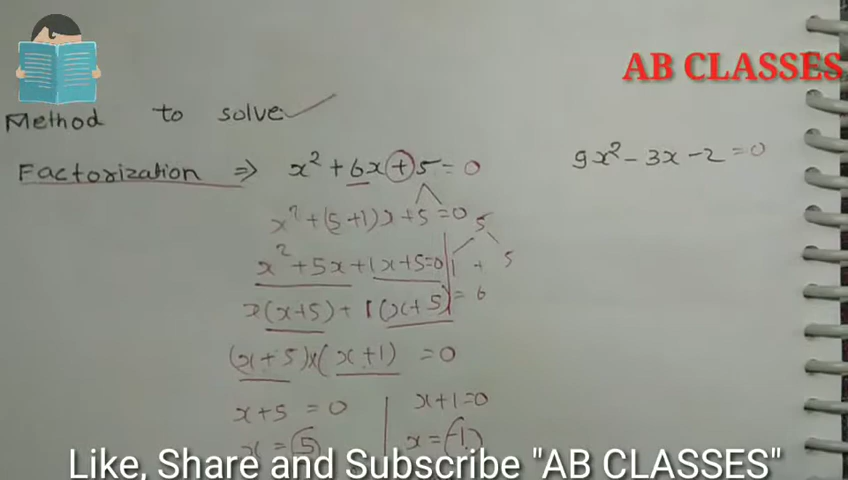 AB CLASSES
Method to solve
Factorization ⇒ x² + 6x + 5 = 0
9x² - 3x - 2 = 0
x² + (5+1)x + 5 = 0
5
x² + 5x + 1x + 5 = 0
1 + 5
x(x+5) + 1(x+5)
= 6
(x+5)×(x+1) = 0
x+5 = 0
x+1 = 0
x = 5
x = -1
Like, Share and Subscribe "AB CLASSES"